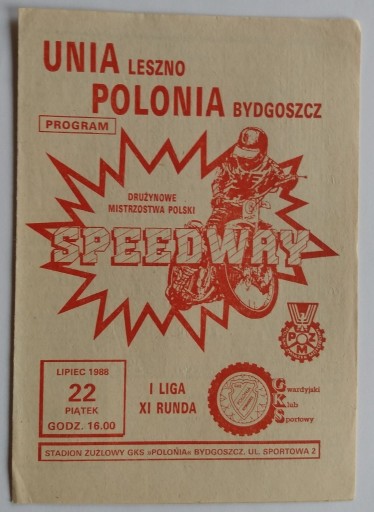 UNIA LESZNO
POLONIA BYDGOSZCZ
PROGRAM
DRUŻYNOWE
MISTRZOSTWA POLSKI
SPEEDWAY
PZM
LIPIEC 1988
22
PIĄTEK
GODZ. 16.00
I LIGA
XI RUNDA
Gwardyjski
Klub
Sportowy
STADION ŻUŻLOWY GKS »POLONIA« BYDGOSZCZ. UL. SPORTOWA 2